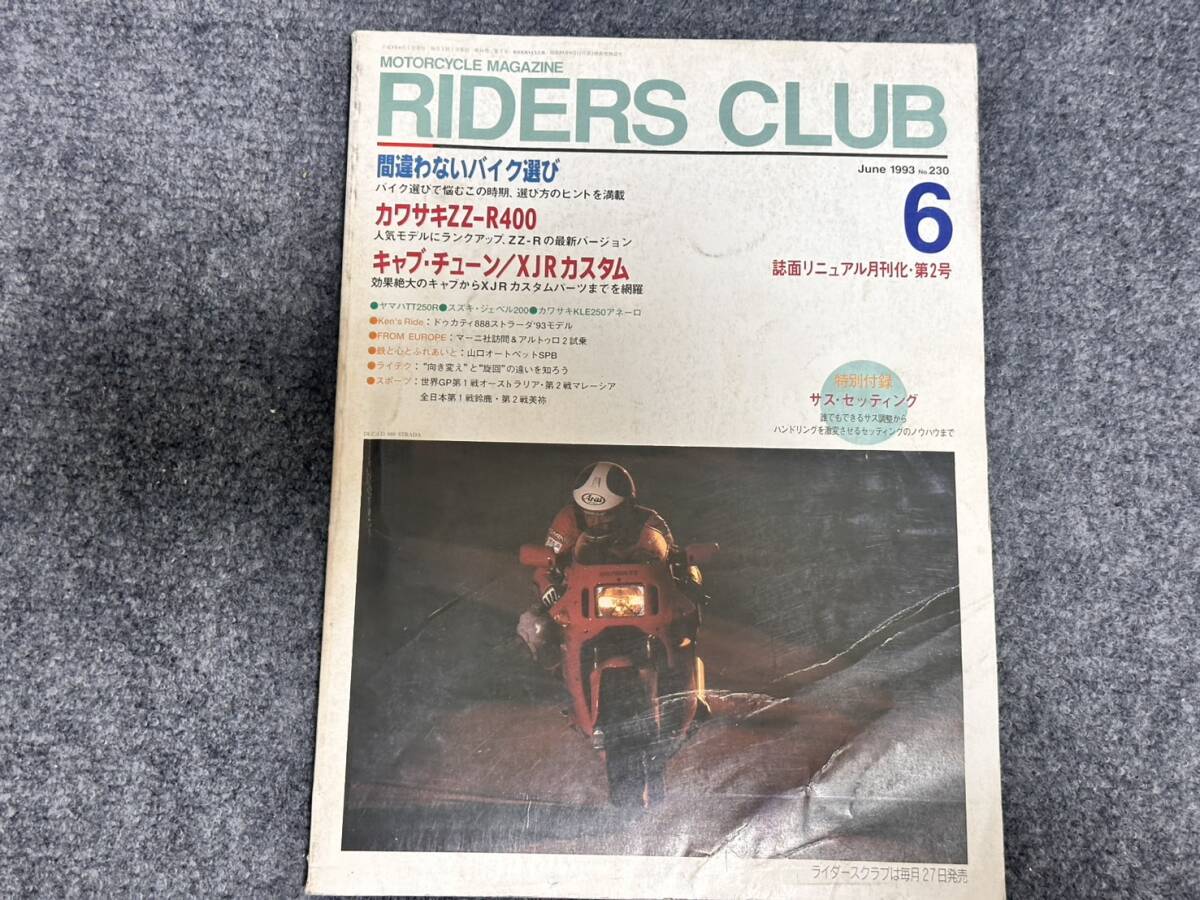 MOTORCYCLE MAGAZINE
RIDERS CLUB
June 1993 No.230
6
間違わないバイク選び
バイク選びで悩むこの時期、選び方のヒントを満載
カワサキZZ-R400
人気モデルにランクアップ、ZZ-Rの最新バージョン
キャブ・チューン/XJRカスタム
効果絶大のキャブからXJRカスタムパーツまでを網羅
誌面リニュアル月刊化・第2号
●ヤマハTT250R●スズキ・ジェベル200●カワサキKLE250アネーロ
●Ken's Ride：ドゥカティ888ストラーダ'93モデル
●FROM EUROPE：マーニ社訪問&アルトゥロ2試乗
●鉄と心とふれあいと：山口オートペットSPB
●ライテク："向き変え"と"旋回"の違いを知ろう
●スポーツ：世界GP第1戦オーストラリア・第2戦マレーシア
全日本第1戦鈴鹿・第2戦美祢
特別付録
サス・セッティング
誰でもできるサス調整から
ハンドリングを激変させるセッティングのノウハウまで
DUCATI 888 STRADA
Arai
ライダースクラブは毎月27日発売